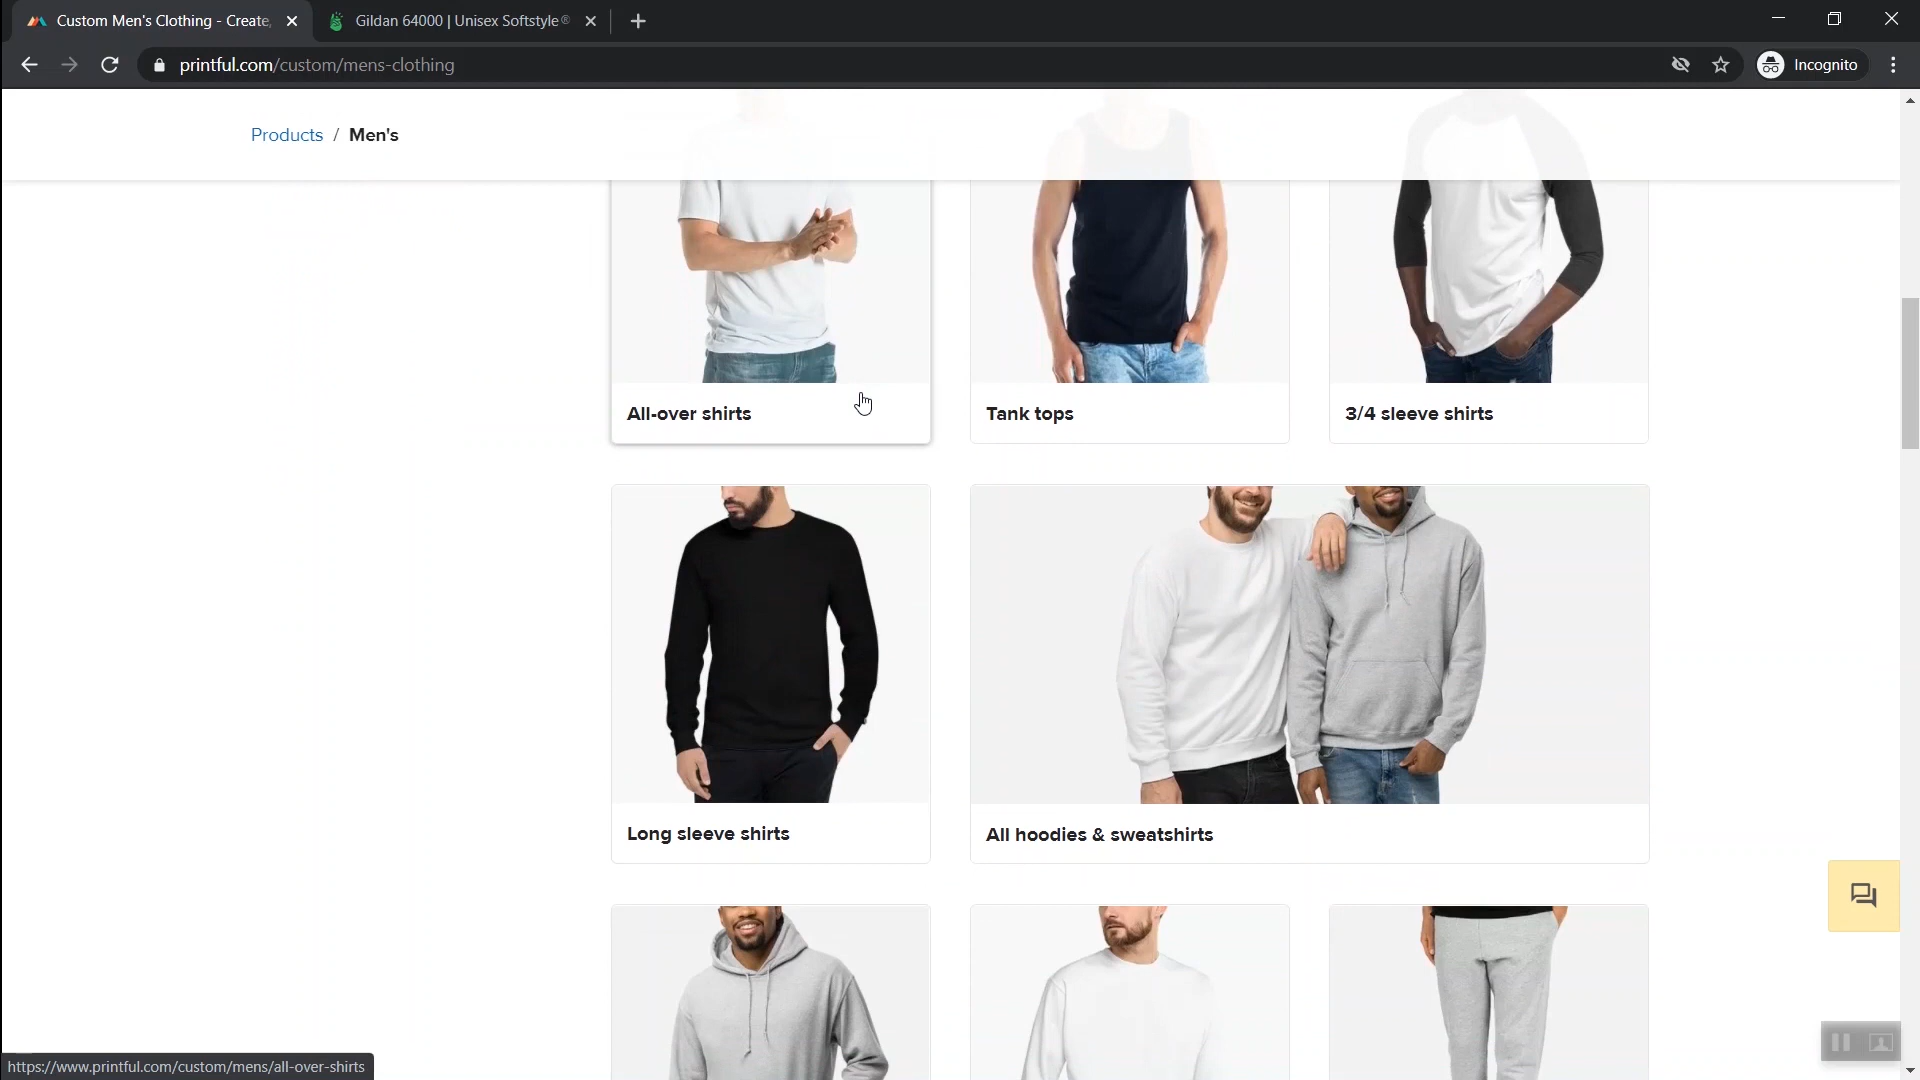 Custom Men's Clothing - Create,
Gildan 64000 | Unisex Softstyle®
printful.com/custom/mens-clothing
Incognito
Products / Men's
All-over shirts
Tank tops
3/4 sleeve shirts
Long sleeve shirts
All hoodies & sweatshirts
https://www.printful.com/custom/mens/all-over-shirts